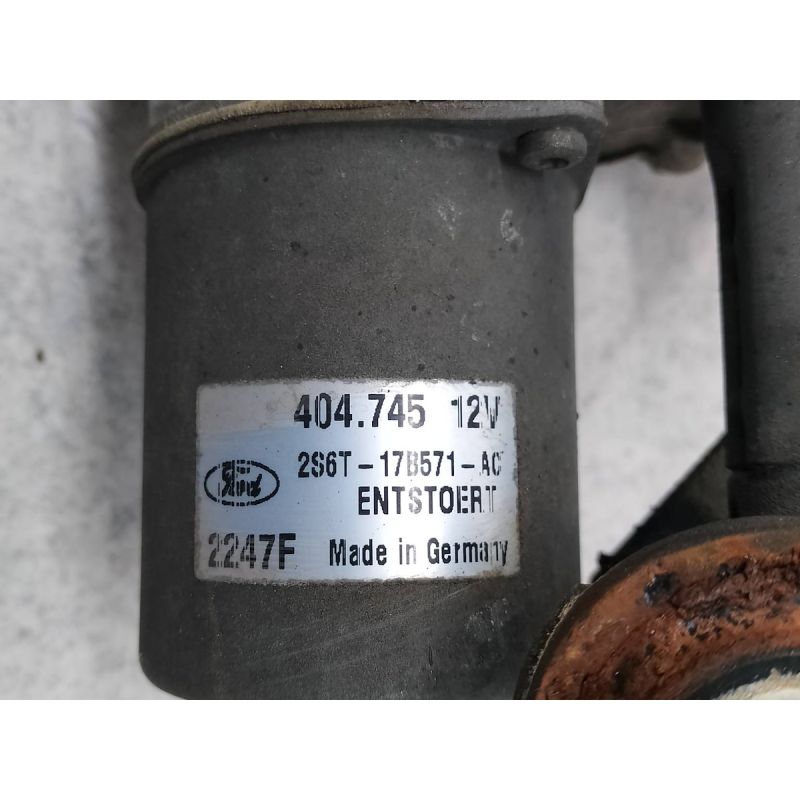 404.745 12V
2S6T-17B571-AC
ENTSTOERT
2247F Made in Germany